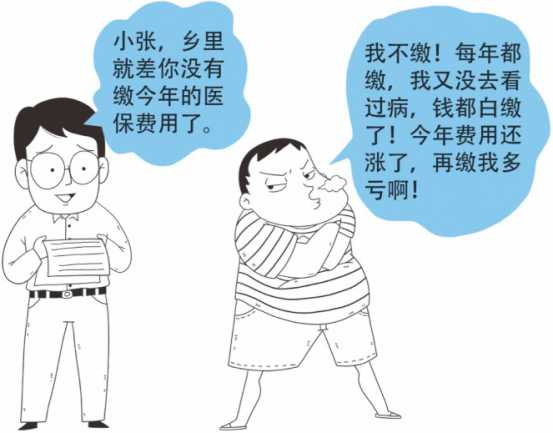 小张，乡里
就差你没有
缴今年的医
保费用了。
我不缴！每年都
缴，我又没去看
过病，钱都白缴
了！今年费用还
涨了，再缴我多
亏啊！